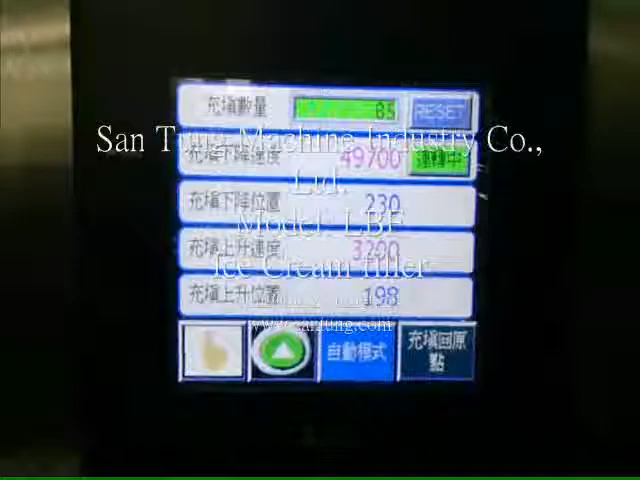 充填數量 85 RESET
San Tung Machine Industry Co.,
充填下降速度 49700 運轉中
Ltd.
充填下降位置 230
Model: LBF
充填上升速度 3200
Ice Cream filler
充填上升位置 198
www.santung.com
自動模式 充填回原
點